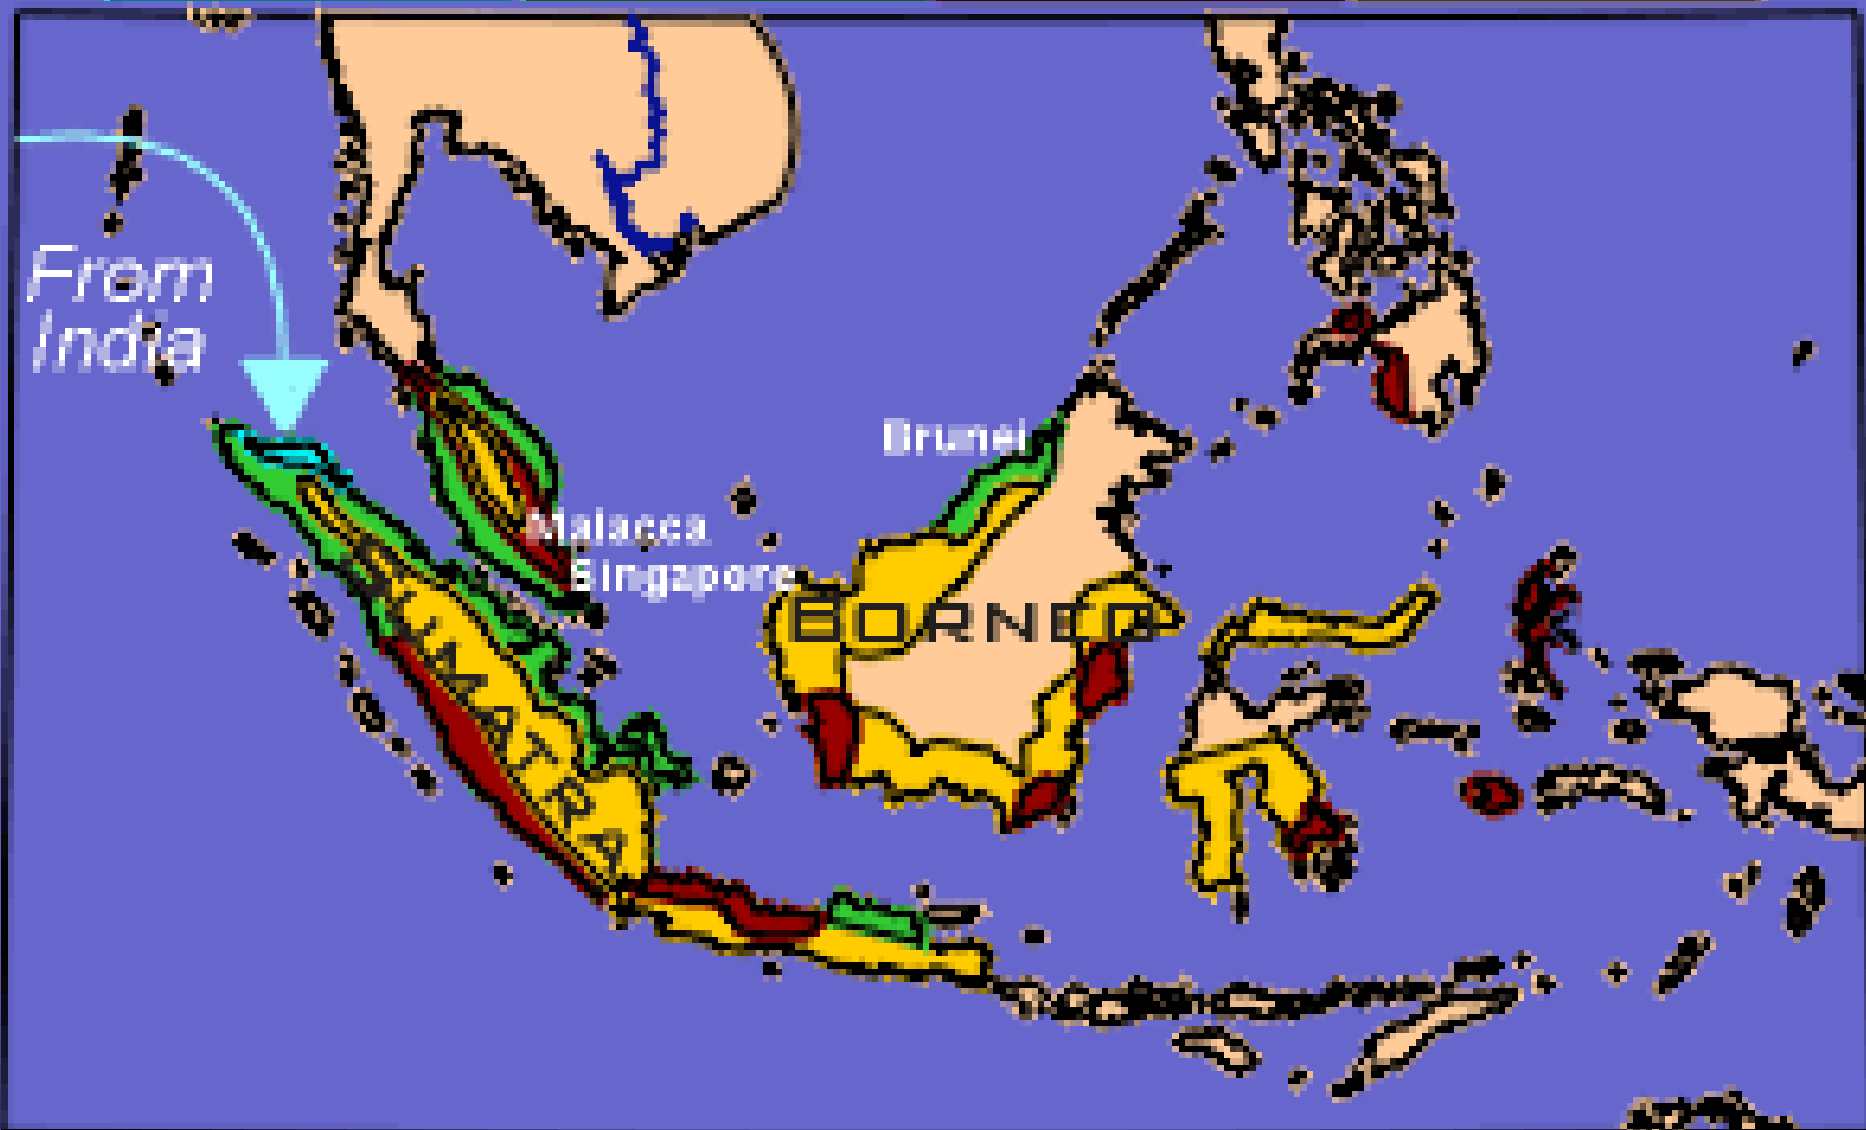 From
India
Brunei
Malacca
Singapore
BORNEO
SUMATRA